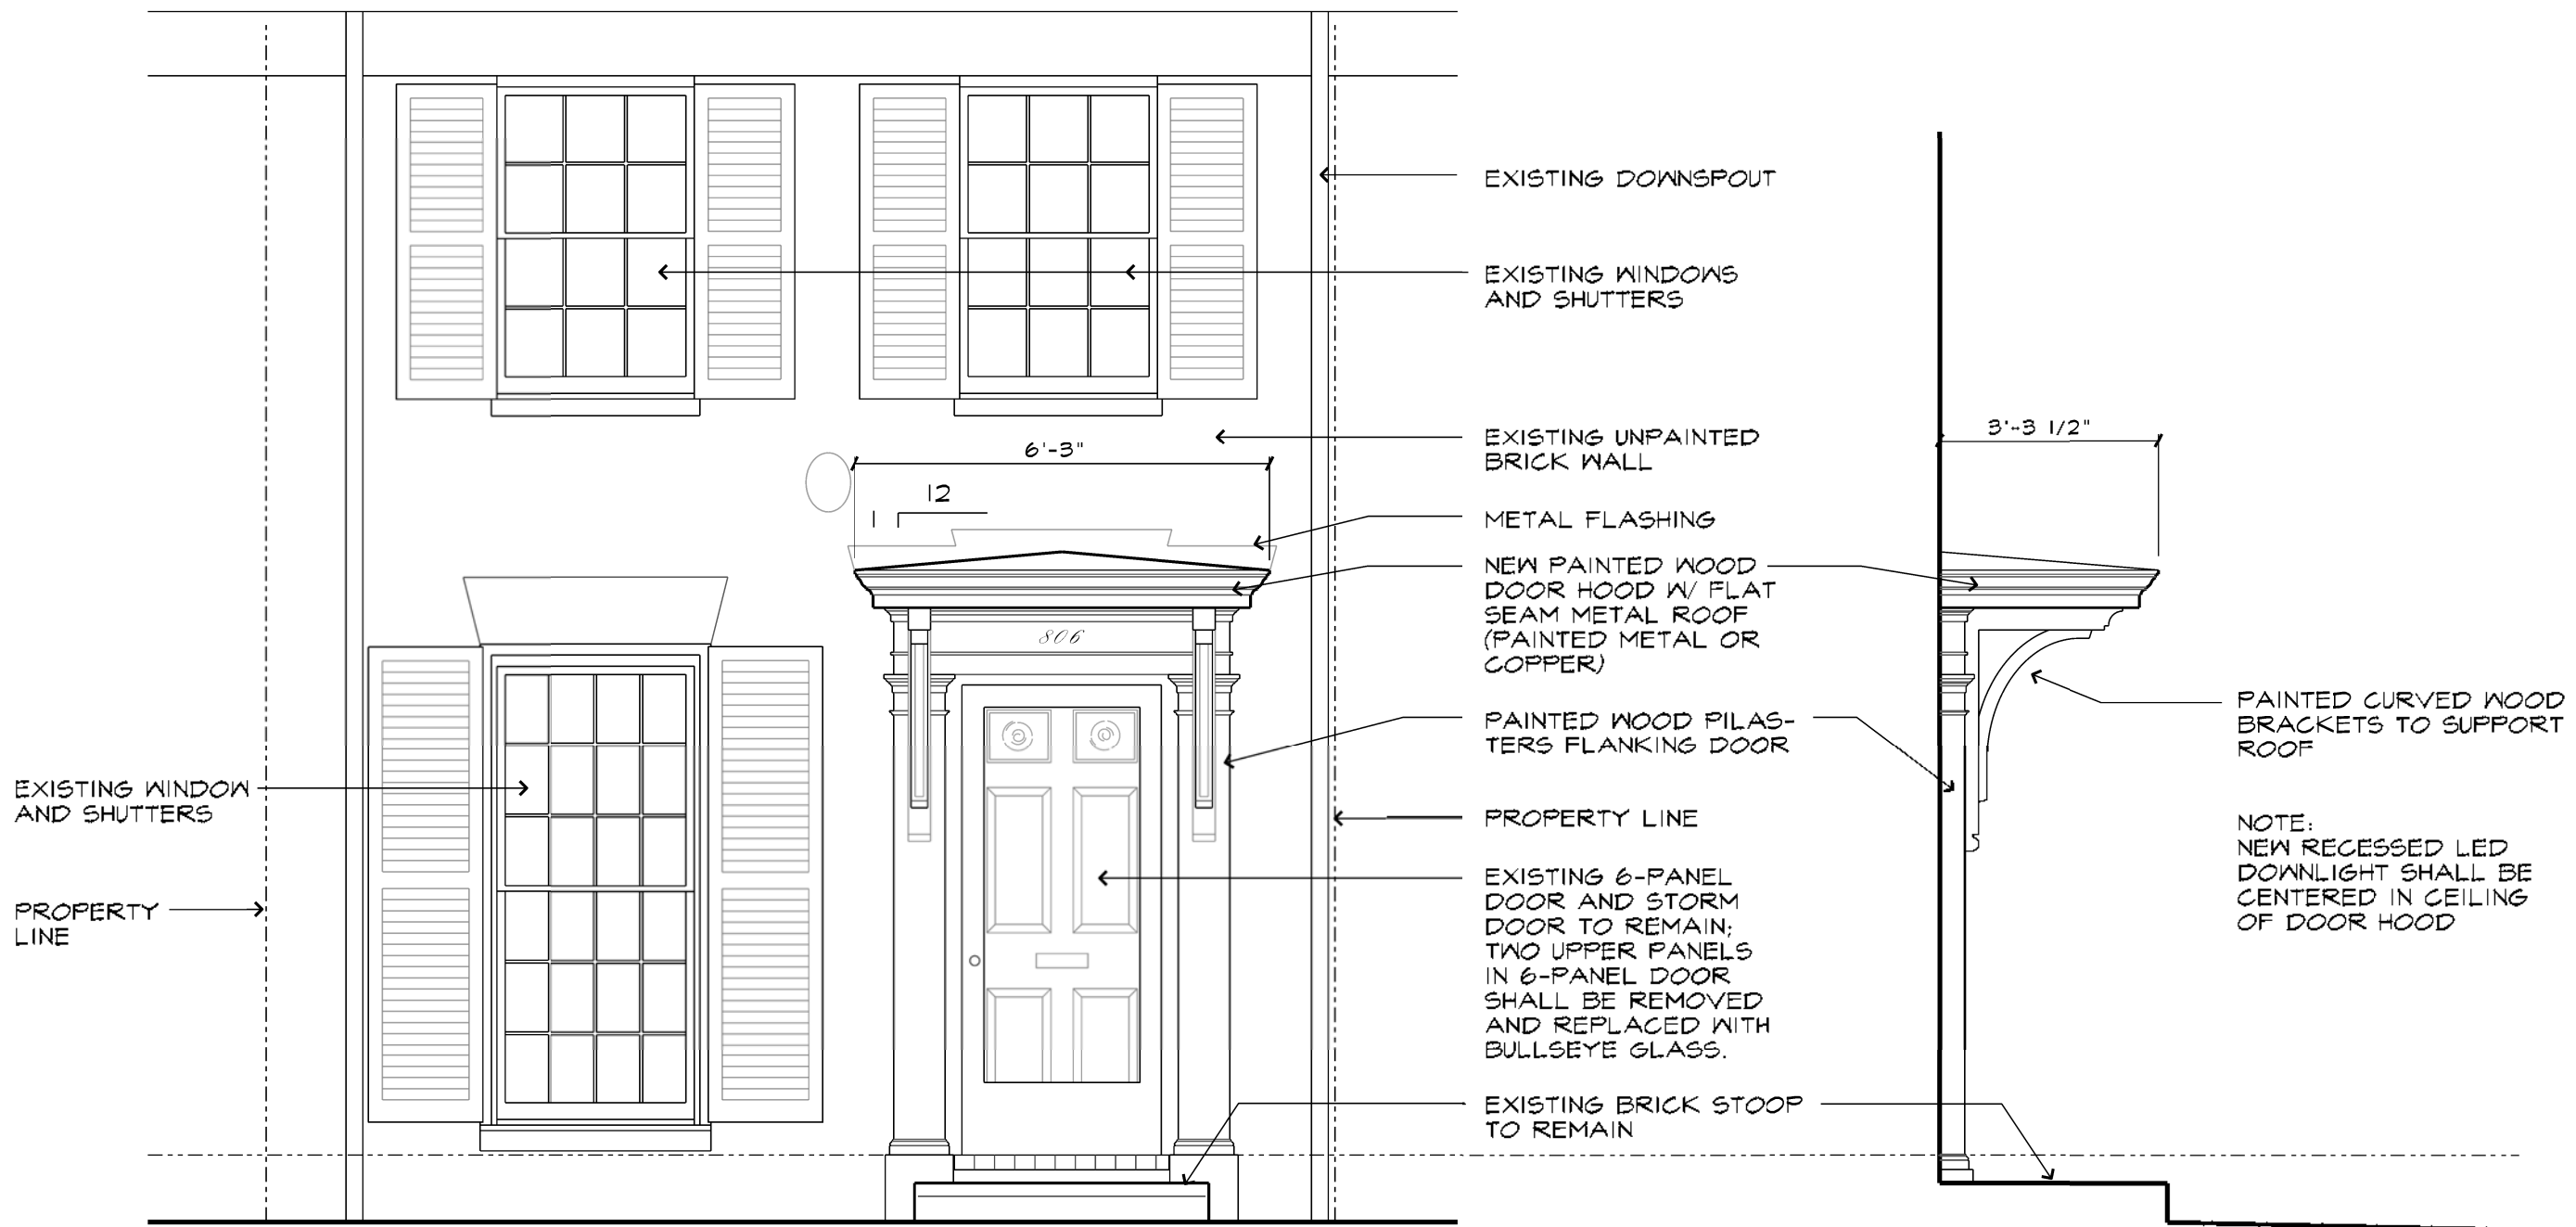 EXISTING DOWNSPOUT
EXISTING WINDOWS
AND SHUTTERS
EXISTING UNPAINTED
BRICK WALL
6'-3"
3'-3 1/2"
12
1
METAL FLASHING
NEW PAINTED WOOD
DOOR HOOD W/ FLAT
SEAM METAL ROOF
(PAINTED METAL OR
COPPER)
806
PAINTED WOOD PILAS-
TERS FLANKING DOOR
PAINTED CURVED WOOD
BRACKETS TO SUPPORT
ROOF
EXISTING WINDOW
AND SHUTTERS
PROPERTY LINE
NOTE:
NEW RECESSED LED
DOWNLIGHT SHALL BE
CENTERED IN CEILING
OF DOOR HOOD
PROPERTY
LINE
EXISTING 6-PANEL
DOOR AND STORM
DOOR TO REMAIN;
TWO UPPER PANELS
IN 6-PANEL DOOR
SHALL BE REMOVED
AND REPLACED WITH
BULLSEYE GLASS.
EXISTING BRICK STOOP
TO REMAIN